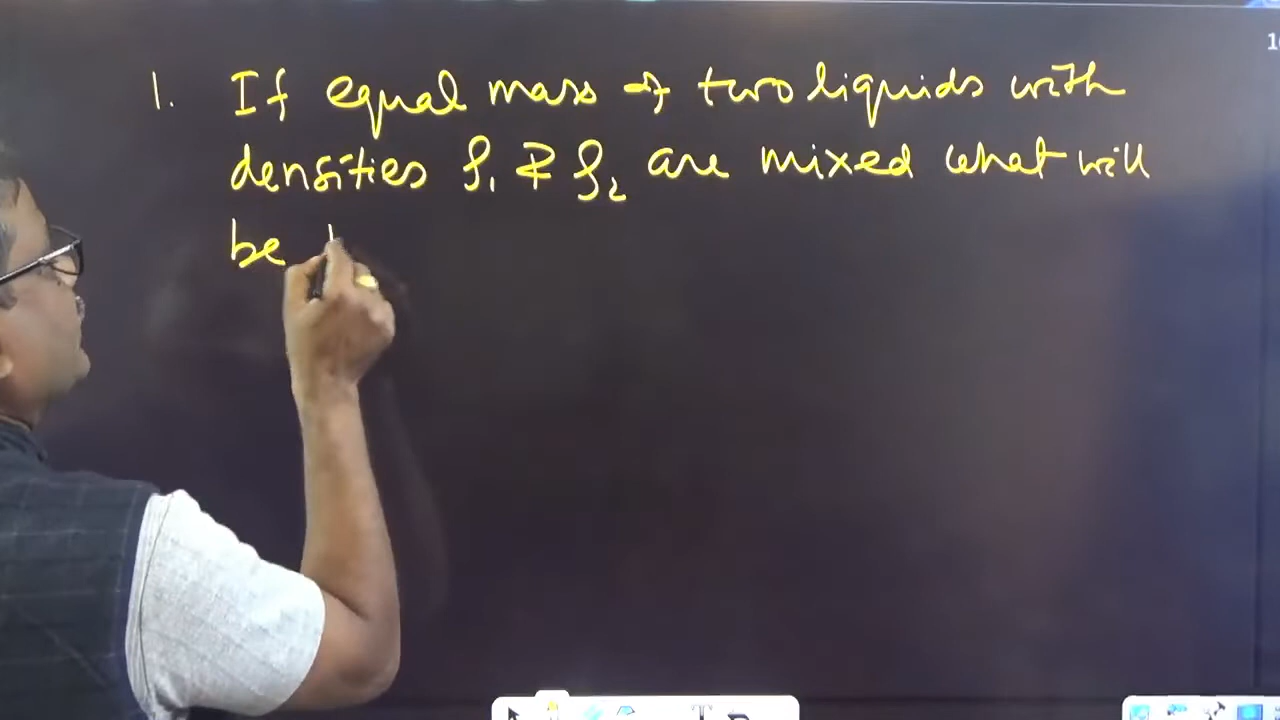 1. If equal mass of two liquids with
densities ρ₁ & ρ₂ are mixed what will
be